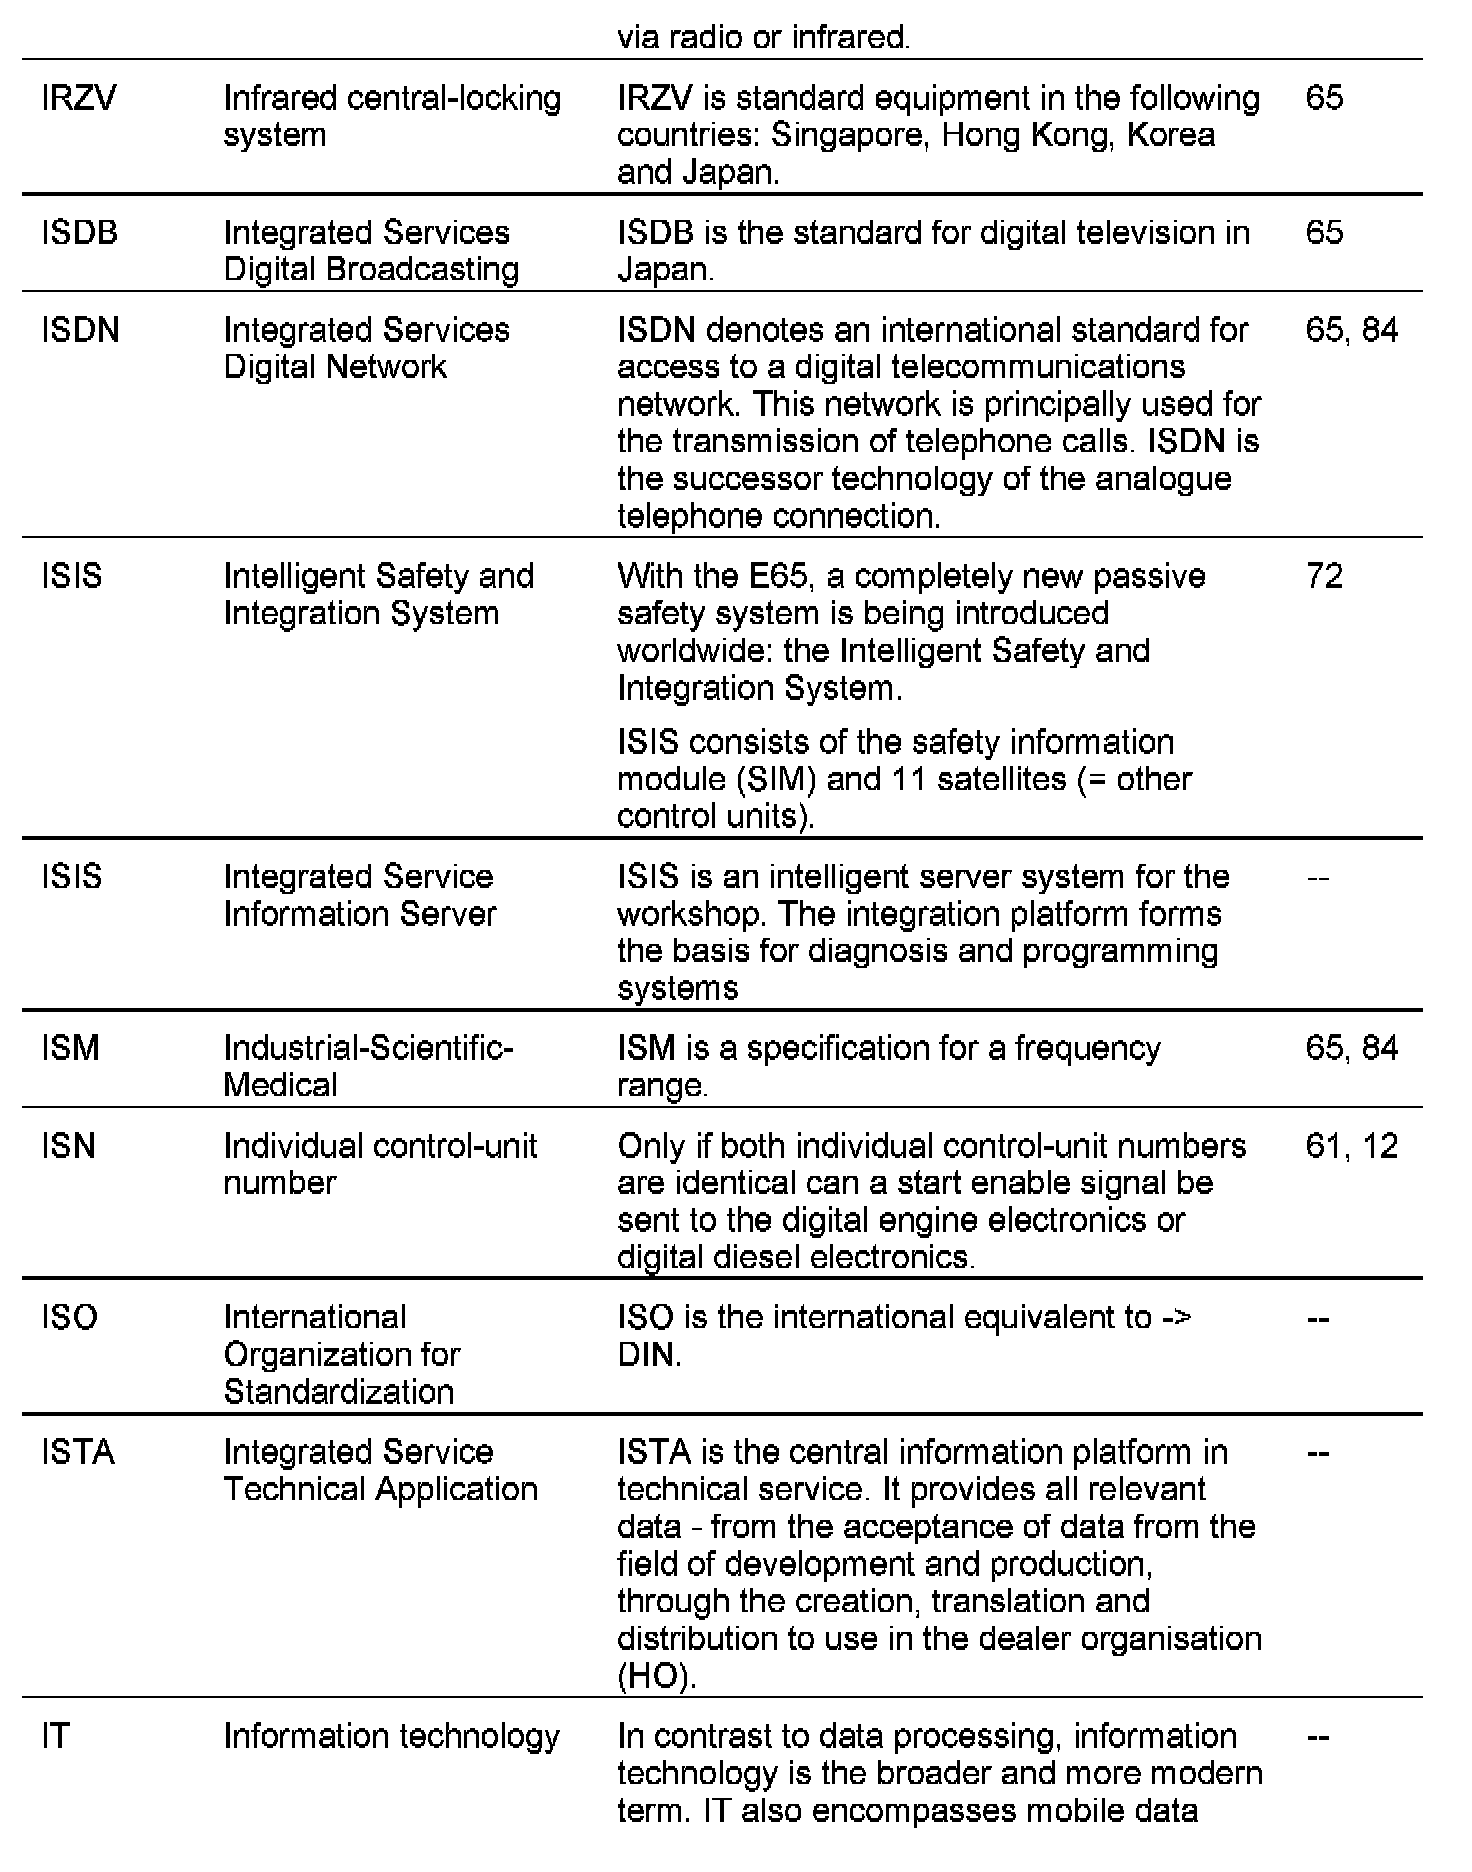 via radio or infrared.
IRZV Infrared central-locking system IRZV is standard equipment in the following countries: Singapore, Hong Kong, Korea and Japan. 65
ISDB Integrated Services Digital Broadcasting ISDB is the standard for digital television in Japan. 65
ISDN Integrated Services Digital Network ISDN denotes an international standard for access to a digital telecommunications network. This network is principally used for the transmission of telephone calls. ISDN is the successor technology of the analogue telephone connection. 65, 84
ISIS Intelligent Safety and Integration System With the E65, a completely new passive safety system is being introduced worldwide: the Intelligent Safety and Integration System. 72
ISIS consists of the safety information module (SIM) and 11 satellites (= other control units).
ISIS Integrated Service Information Server ISIS is an intelligent server system for the workshop. The integration platform forms the basis for diagnosis and programming systems --
ISM Industrial-Scientific-Medical ISM is a specification for a frequency range. 65, 84
ISN Individual control-unit number Only if both individual control-unit numbers are identical can a start enable signal be sent to the digital engine electronics or digital diesel electronics. 61, 12
ISO International Organization for Standardization ISO is the international equivalent to -> DIN. --
ISTA Integrated Service Technical Application ISTA is the central information platform in technical service. It provides all relevant data - from the acceptance of data from the field of development and production, through the creation, translation and distribution to use in the dealer organisation (HO). --
IT Information technology In contrast to data processing, information technology is the broader and more modern term. IT also encompasses mobile data --